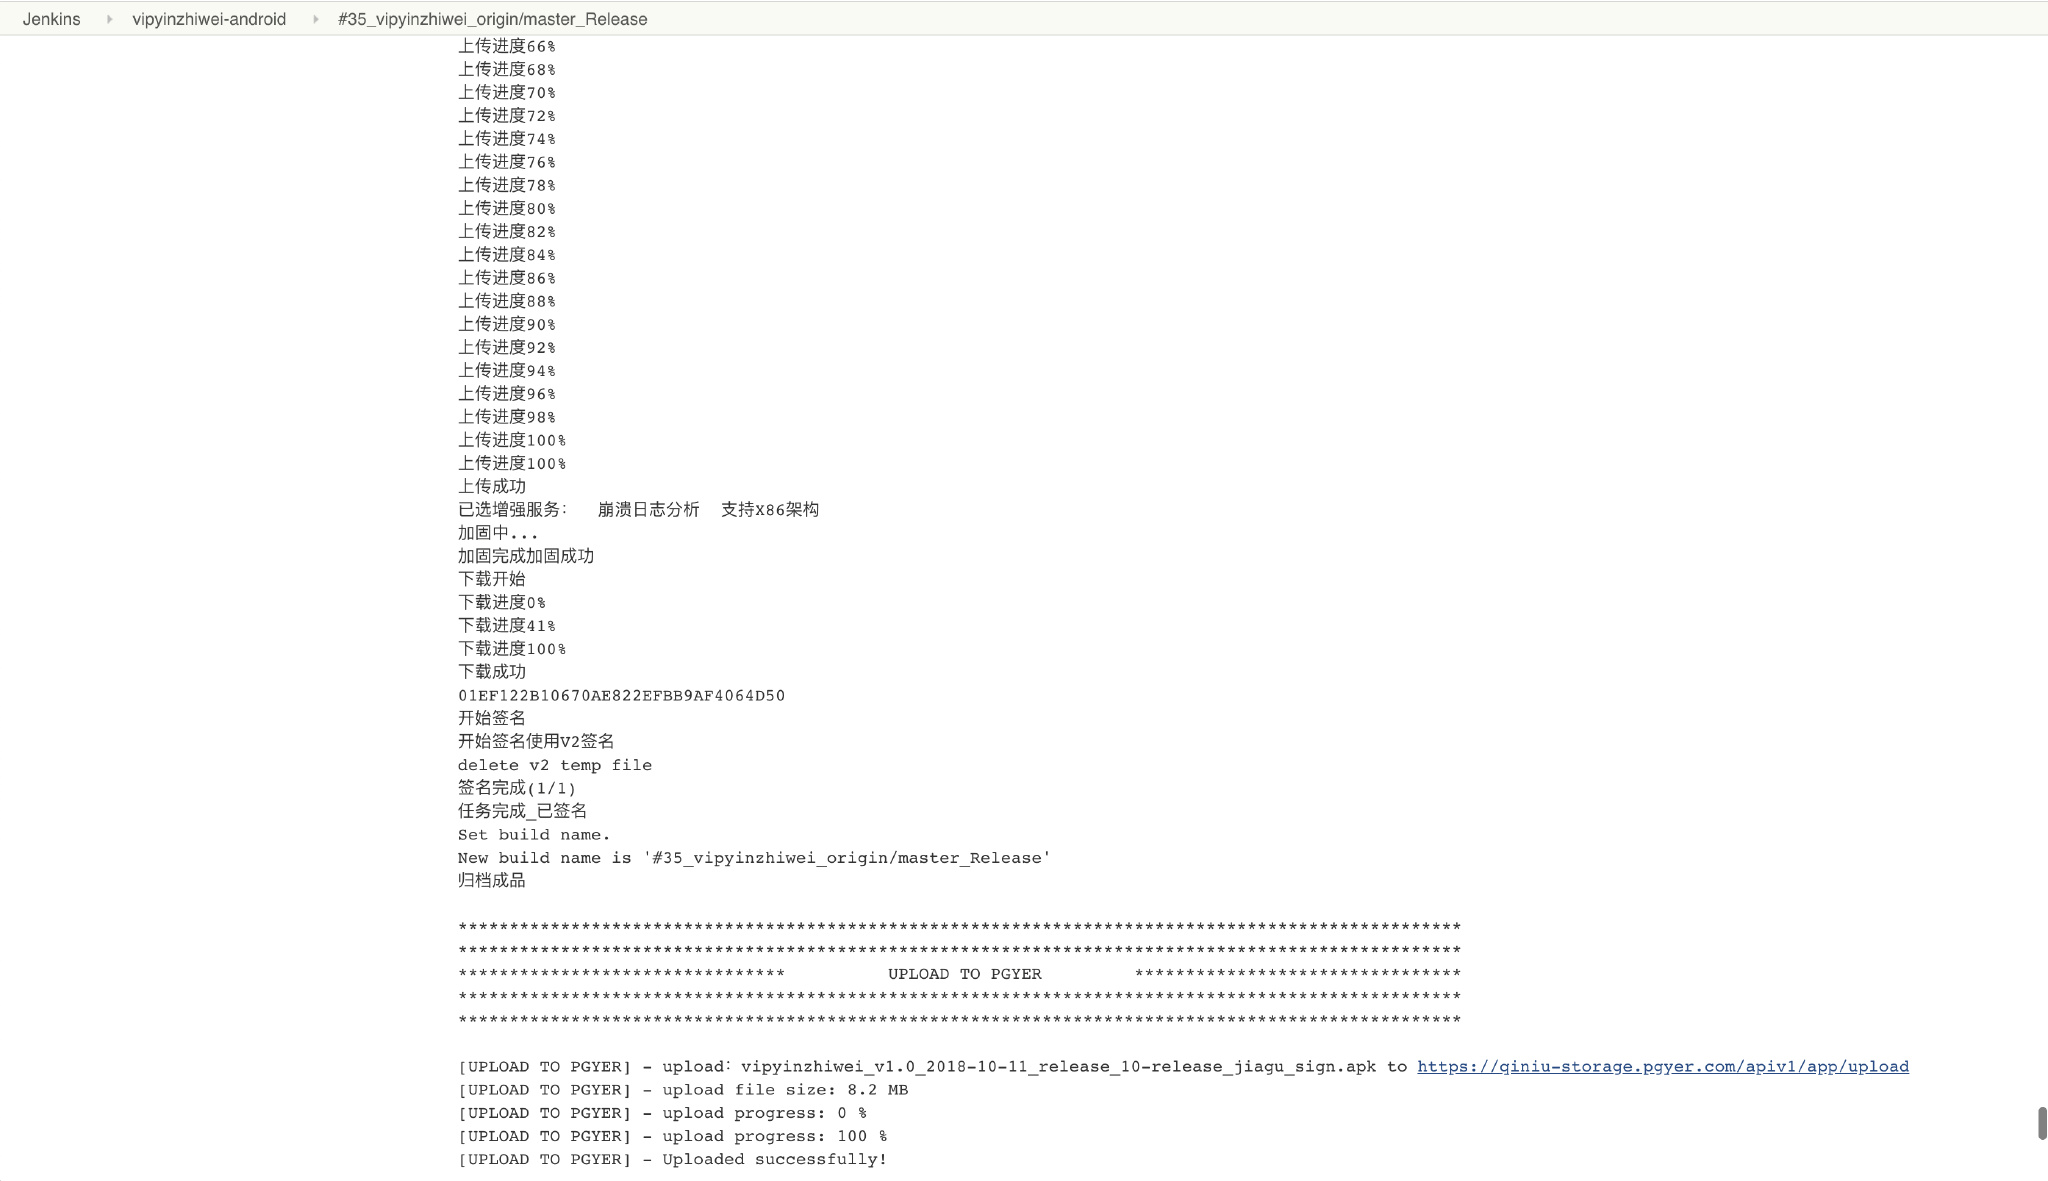 Jenkins vipyinzhiwei-android #35_vipyinzhiwei_origin/master_Release
上传进度66%
上传进度68%
上传进度70%
上传进度72%
上传进度74%
上传进度76%
上传进度78%
上传进度80%
上传进度82%
上传进度84%
上传进度86%
上传进度88%
上传进度90%
上传进度92%
上传进度94%
上传进度96%
上传进度98%
上传进度100%
上传进度100%
上传成功
已选增强服务： 崩溃日志分析 支持X86架构
加固中...
加固完成加固成功
下载开始
下载进度0%
下载进度41%
下载进度100%
下载成功
01EF122B10670AE822EFBB9AF4064D50
开始签名
开始签名使用V2签名
delete v2 temp file
签名完成(1/1)
任务完成_已签名
Set build name.
New build name is '#35_vipyinzhiwei_origin/master_Release'
归档成品
**************************************************************************************************
**************************************************************************************************
******************************** UPLOAD TO PGYER ********************************
**************************************************************************************************
**************************************************************************************************
[UPLOAD TO PGYER] - upload：vipyinzhiwei_v1.0_2018-10-11_release_10-release_jiagu_sign.apk to https://qiniu-storage.pgyer.com/apiv1/app/upload
[UPLOAD TO PGYER] - upload file size: 8.2 MB
[UPLOAD TO PGYER] - upload progress: 0 %
[UPLOAD TO PGYER] - upload progress: 100 %
[UPLOAD TO PGYER] - Uploaded successfully!